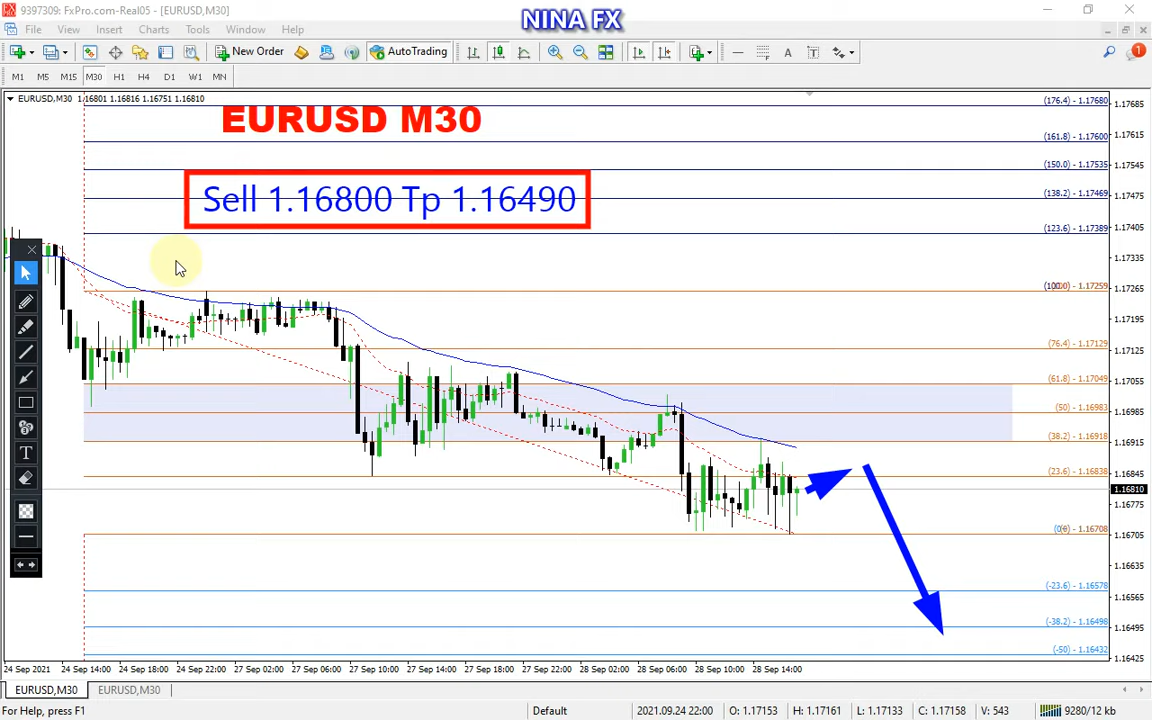 9397309: FxPro.com-Real05 - [EURUSD,M30]
NINA FX
File View Insert Charts Tools Window Help
New Order AutoTrading
1
M1 M5 M15 M30 H1 H4 D1 W1 MN
EURUSD,M30 1.16801 1.16816 1.16751 1.16810
EURUSD M30
Sell 1.16800 Tp 1.16490
(176.4) - 1.17680
(161.8) - 1.17600
(150.0) - 1.17535
(138.2) - 1.17469
(123.6) - 1.17389
1.17259
(76.4) - 1.17129
(61.8) - 1.17049
(50) - 1.16983
(38.2) - 1.16918
(23.6) - 1.16838
1.16708
(-23.6) - 1.16578
(-38.2) - 1.16498
(-50) - 1.16432
1.17685
1.17615
1.17545
1.17475
1.17405
1.17335
1.17265
1.17195
1.17125
1.17055
1.16985
1.16915
1.16845
1.16810
1.16775
1.16705
1.16635
1.16565
1.16495
1.16425
24 Sep 2021 24 Sep 14:00 24 Sep 18:00 24 Sep 22:00 27 Sep 02:00 27 Sep 06:00 27 Sep 10:00 27 Sep 14:00 27 Sep 18:00 27 Sep 22:00 28 Sep 02:00 28 Sep 06:00 28 Sep 10:00 28 Sep 14:00
EURUSD,M30 EURUSD,M30
For Help, press F1 Default 2021.09.24 22:00 O: 1.17153 H: 1.17161 L: 1.17133 C: 1.17158 V: 543 9280/12 kb